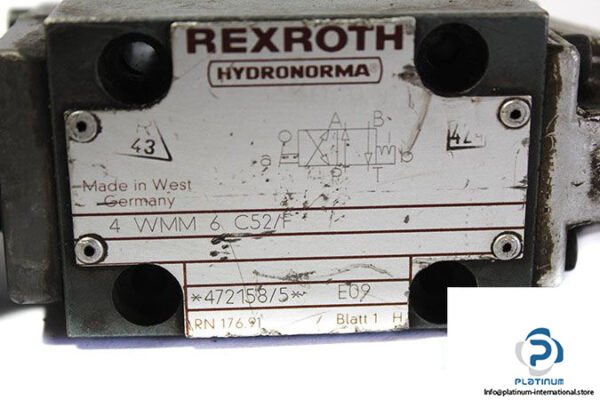 REXROTH
HYDRONORMA
A B
43
a
P T
Made in West
Germany
4 WMM 6 C52/F
*472158/5* E09
RN 176.91 Blatt 1 H
PLATINUM
info@platinum-international.store